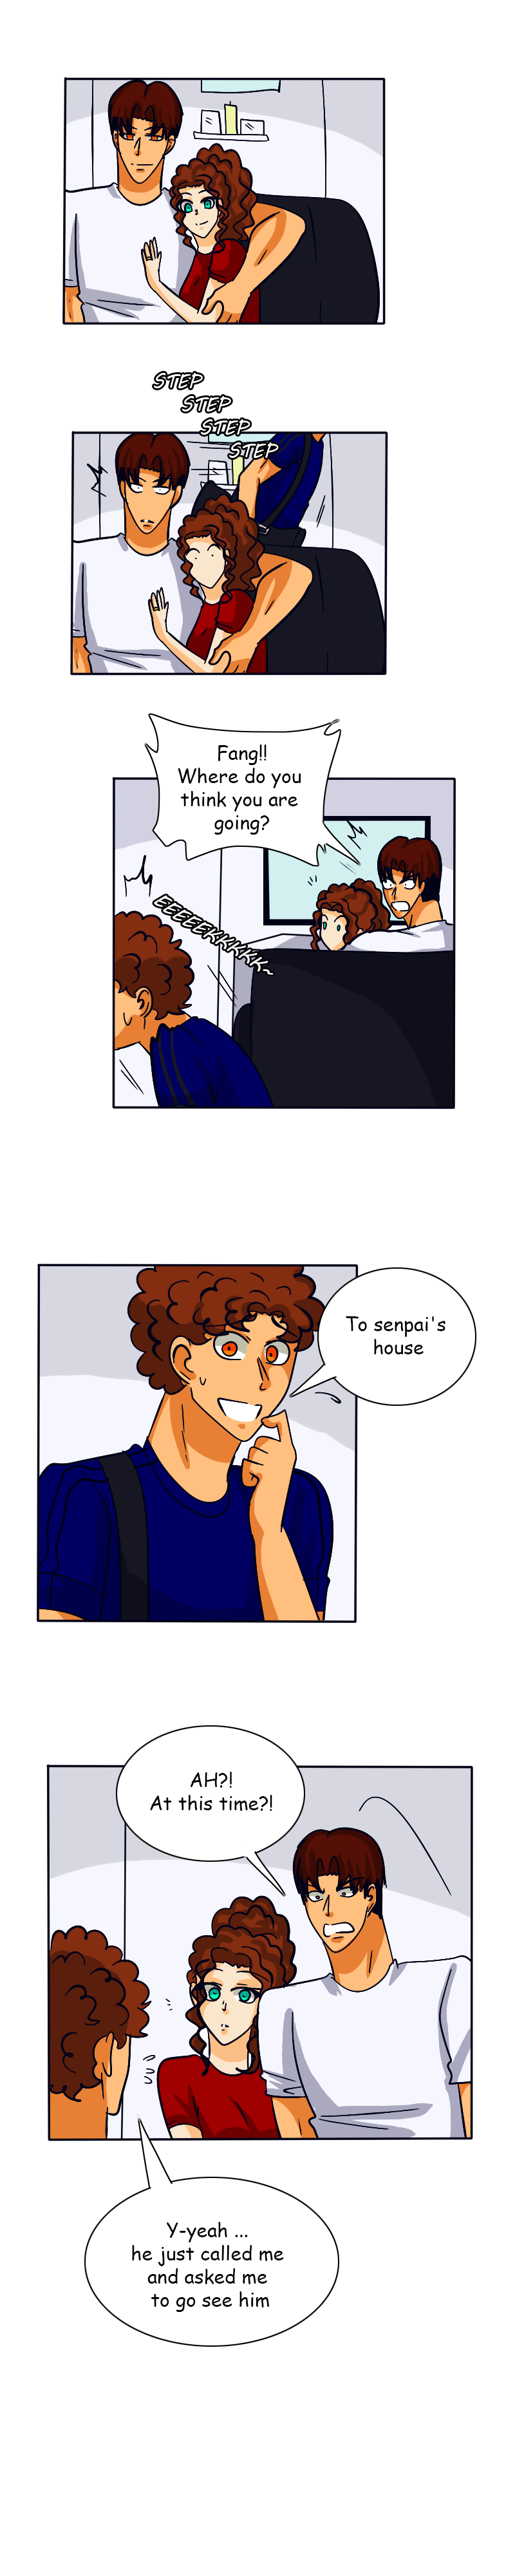 STEP
STEP
STEP
STEP
Fang!!
Where do you
think you are
going?
EEEEEKKKKK~
To senpai's
house
AH?!
At this time?!
Y-yeah ...
he just called me
and asked me
to go see him